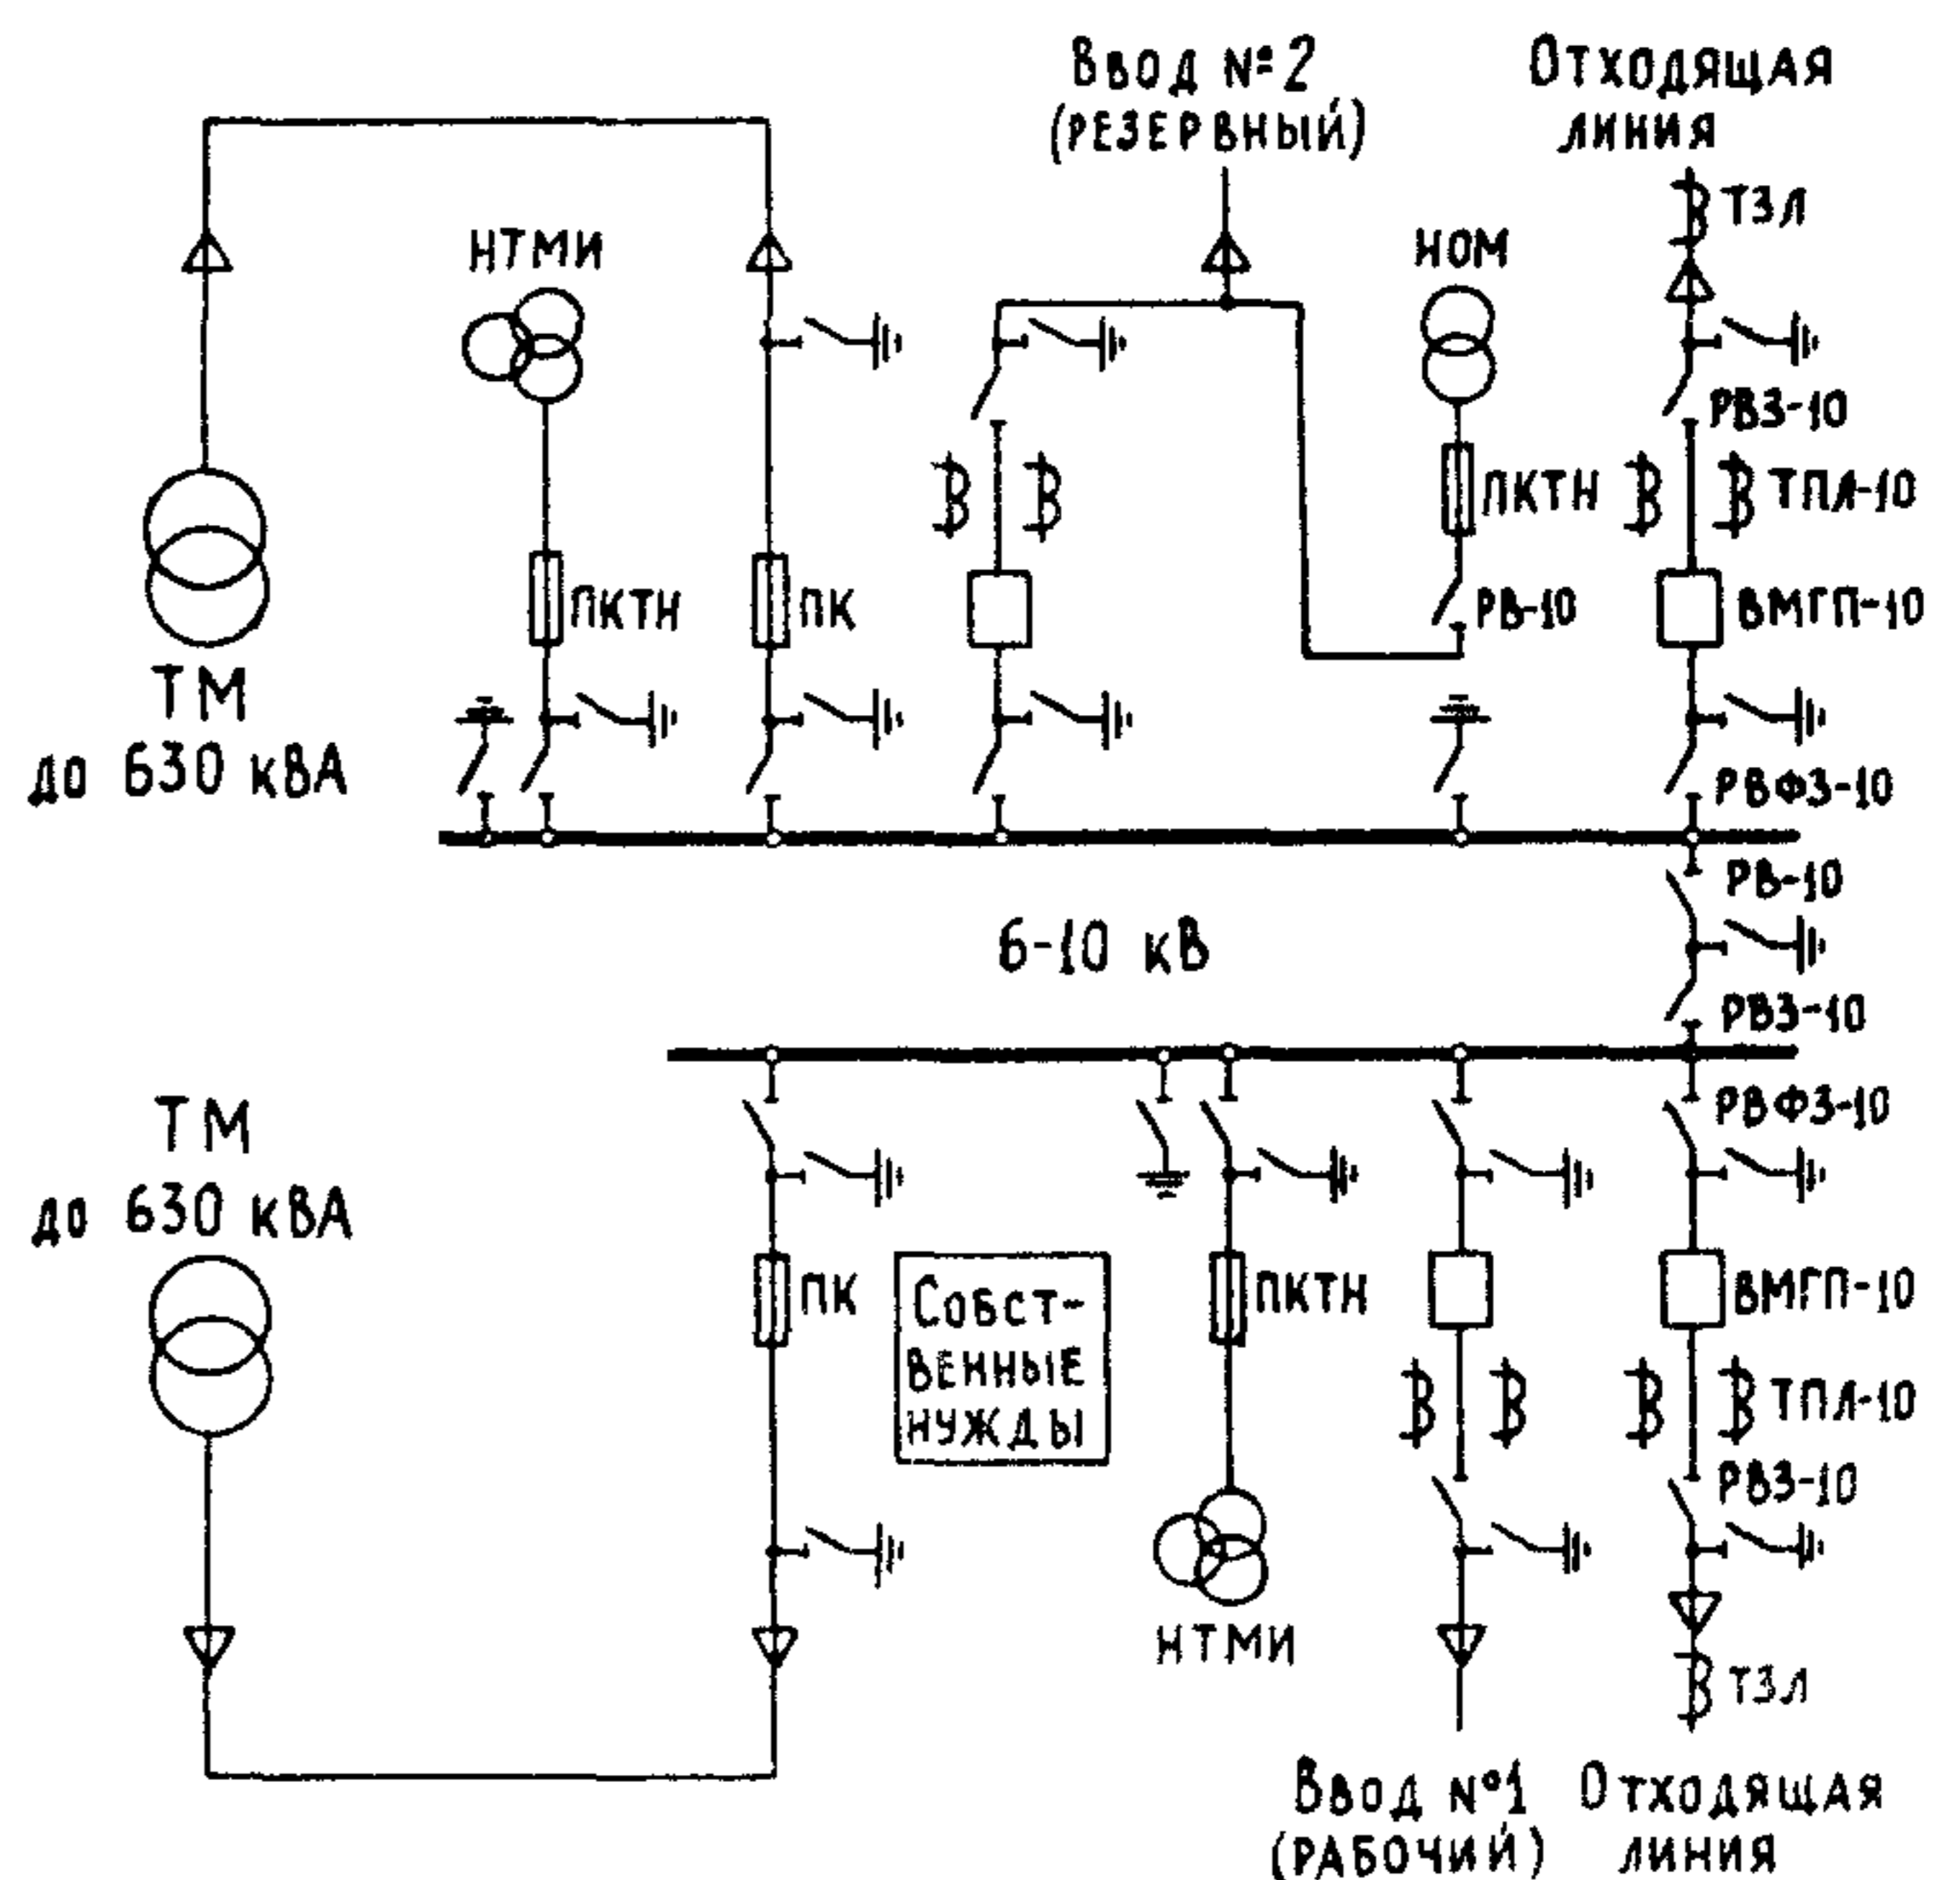 Ввод №2
(резервный)
Отходящая
линия
ТЗЛ
НТМИ
НОМ
РВЗ-10
ПКТН
ТПЛ-10
ПКТН
ПК
РВ-10
ВМГП-10
ТМ
до 630 кВА
РВФЗ-10
РВ-10
6-10 кВ
РВЗ-10
ТМ
до 630 кВА
РВФЗ-10
ПК
Собст-
венные
нужды
ПКТН
ВМГП-10
ТПЛ-10
РВЗ-10
НТМИ
ТЗЛ
Ввод №1
(рабочий)
Отходящая
линия